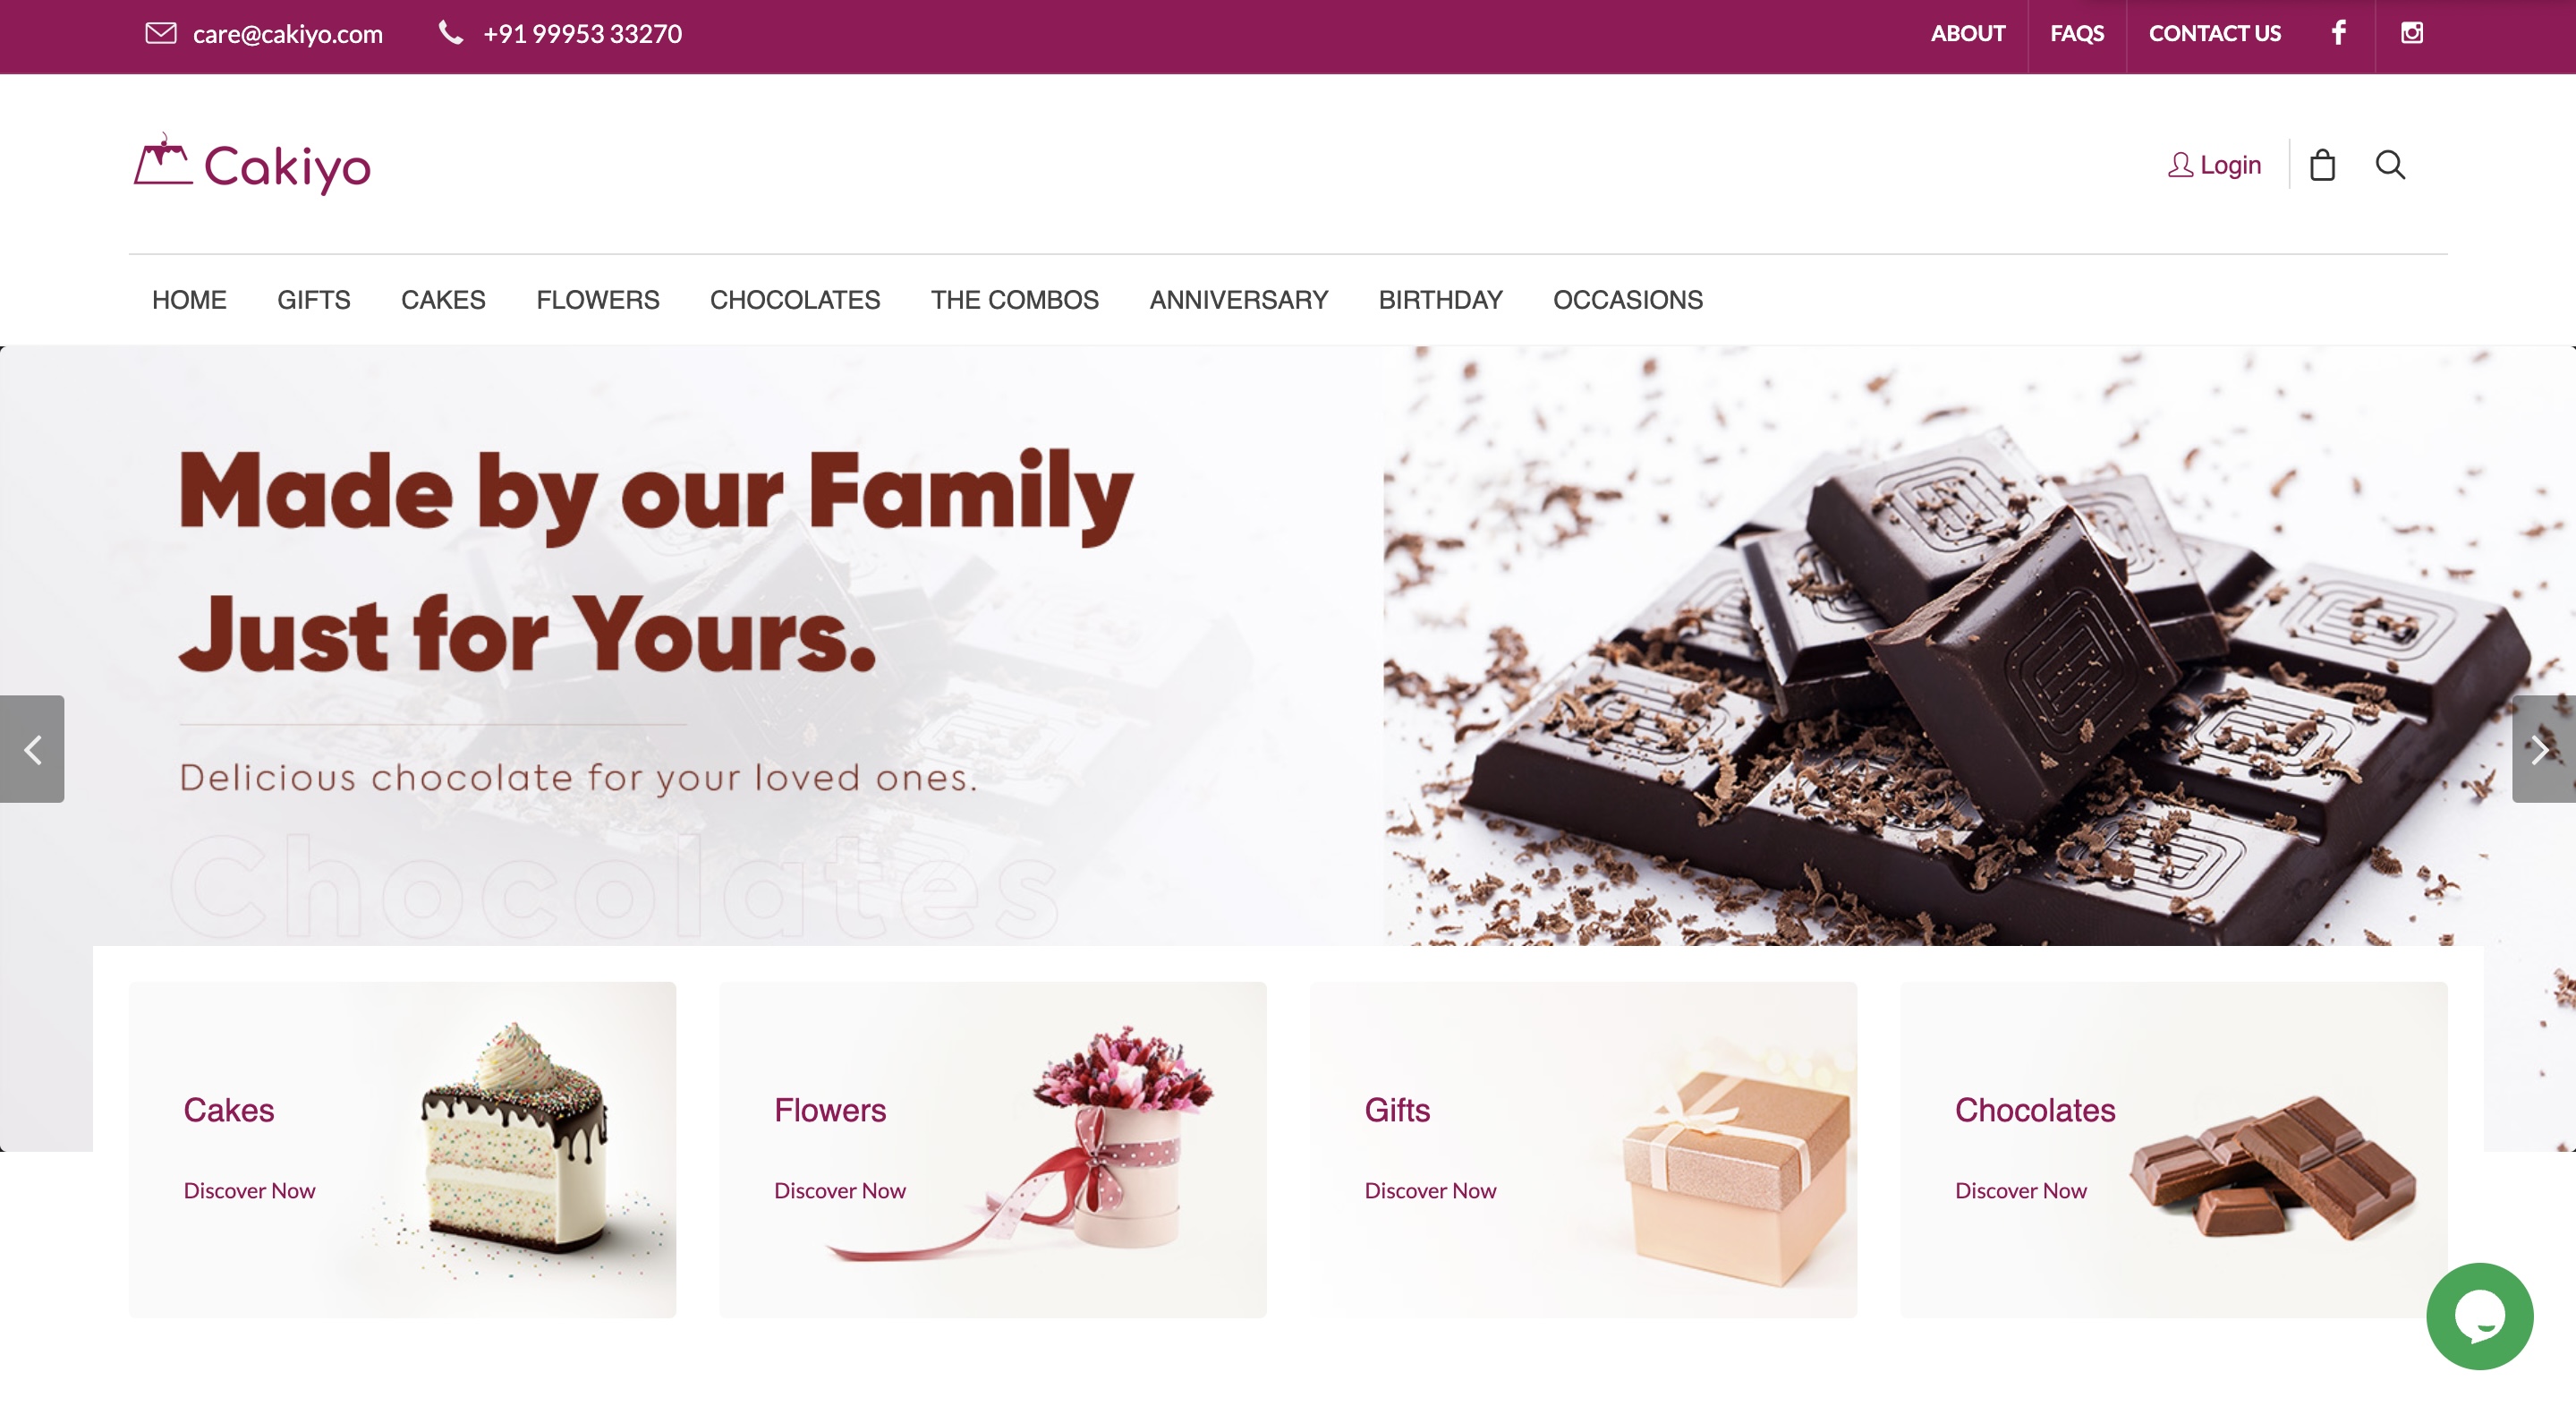 care@cakiyo.com +91 99953 33270 ABOUT FAQS CONTACT US
Cakiyo Login
HOME GIFTS CAKES FLOWERS CHOCOLATES THE COMBOS ANNIVERSARY BIRTHDAY OCCASIONS
Made by our Family
Just for Yours.
Delicious chocolate for your loved ones.
Chocolates
Cakes
Discover Now
Flowers
Discover Now
Gifts
Discover Now
Chocolates
Discover Now